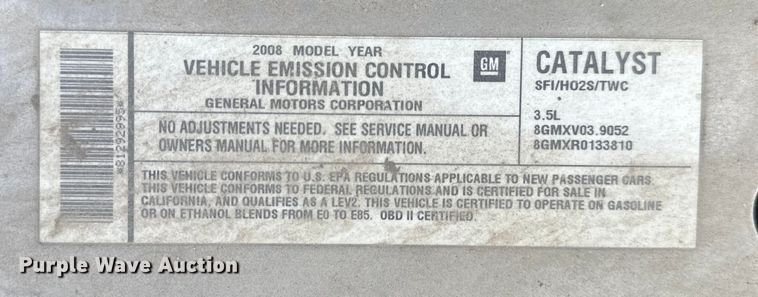 2008 MODEL YEAR
VEHICLE EMISSION CONTROL
INFORMATION
GENERAL MOTORS CORPORATION
GM
CATALYST
SFI/HO2S/TWC
3.5L
8GMXV03.9052
8GMXR0133810
NO ADJUSTMENTS NEEDED. SEE SERVICE MANUAL OR
OWNERS MANUAL FOR MORE INFORMATION.
THIS VEHICLE CONFORMS TO U.S. EPA REGULATIONS APPLICABLE TO NEW PASSENGER CARS.
THIS VEHICLE CONFORMS TO FEDERAL REGULATIONS AND IS CERTIFIED FOR SALE IN
CALIFORNIA, AND QUALIFIES AS A LEV2. THIS VEHICLE IS CERTIFIED TO OPERATE ON GASOLINE
OR ON ETHANOL BLENDS FROM E0 TO E85. OBD II CERTIFIED.
*81292995*
Purple Wave Auction